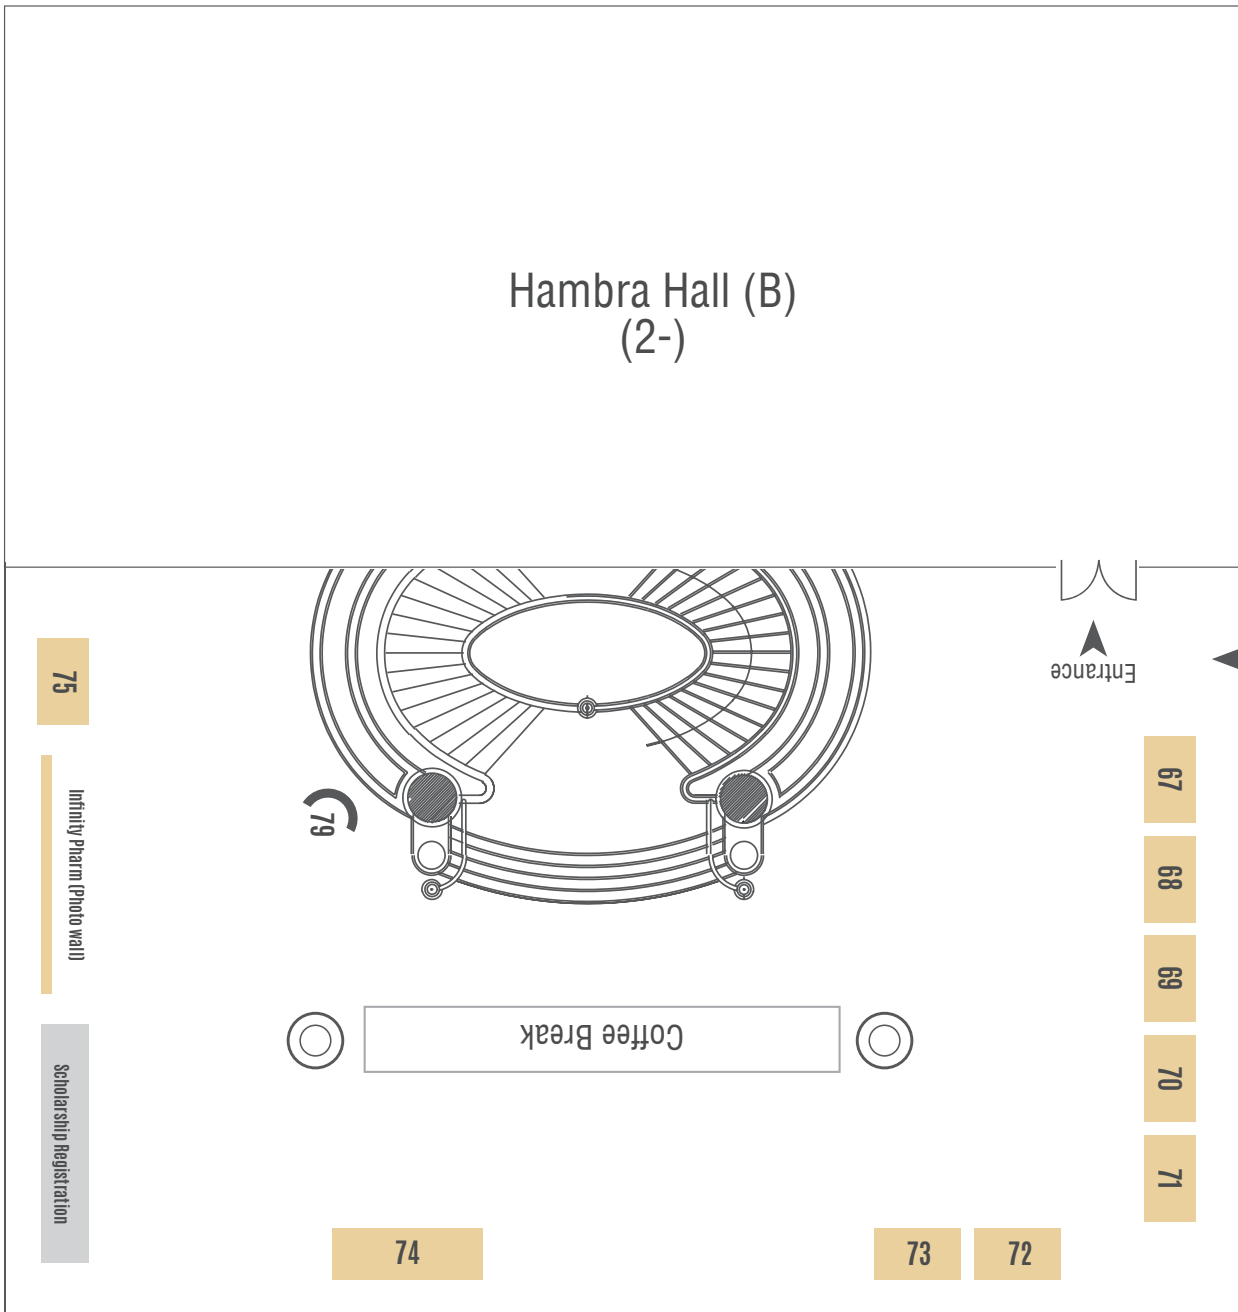 Hambra Hall (B)
(2-)
Entrance
75
67
Infinity Pharm (Photo wall)
79
68
69
Coffee Break
70
Scholarship Registration
71
74
73
72